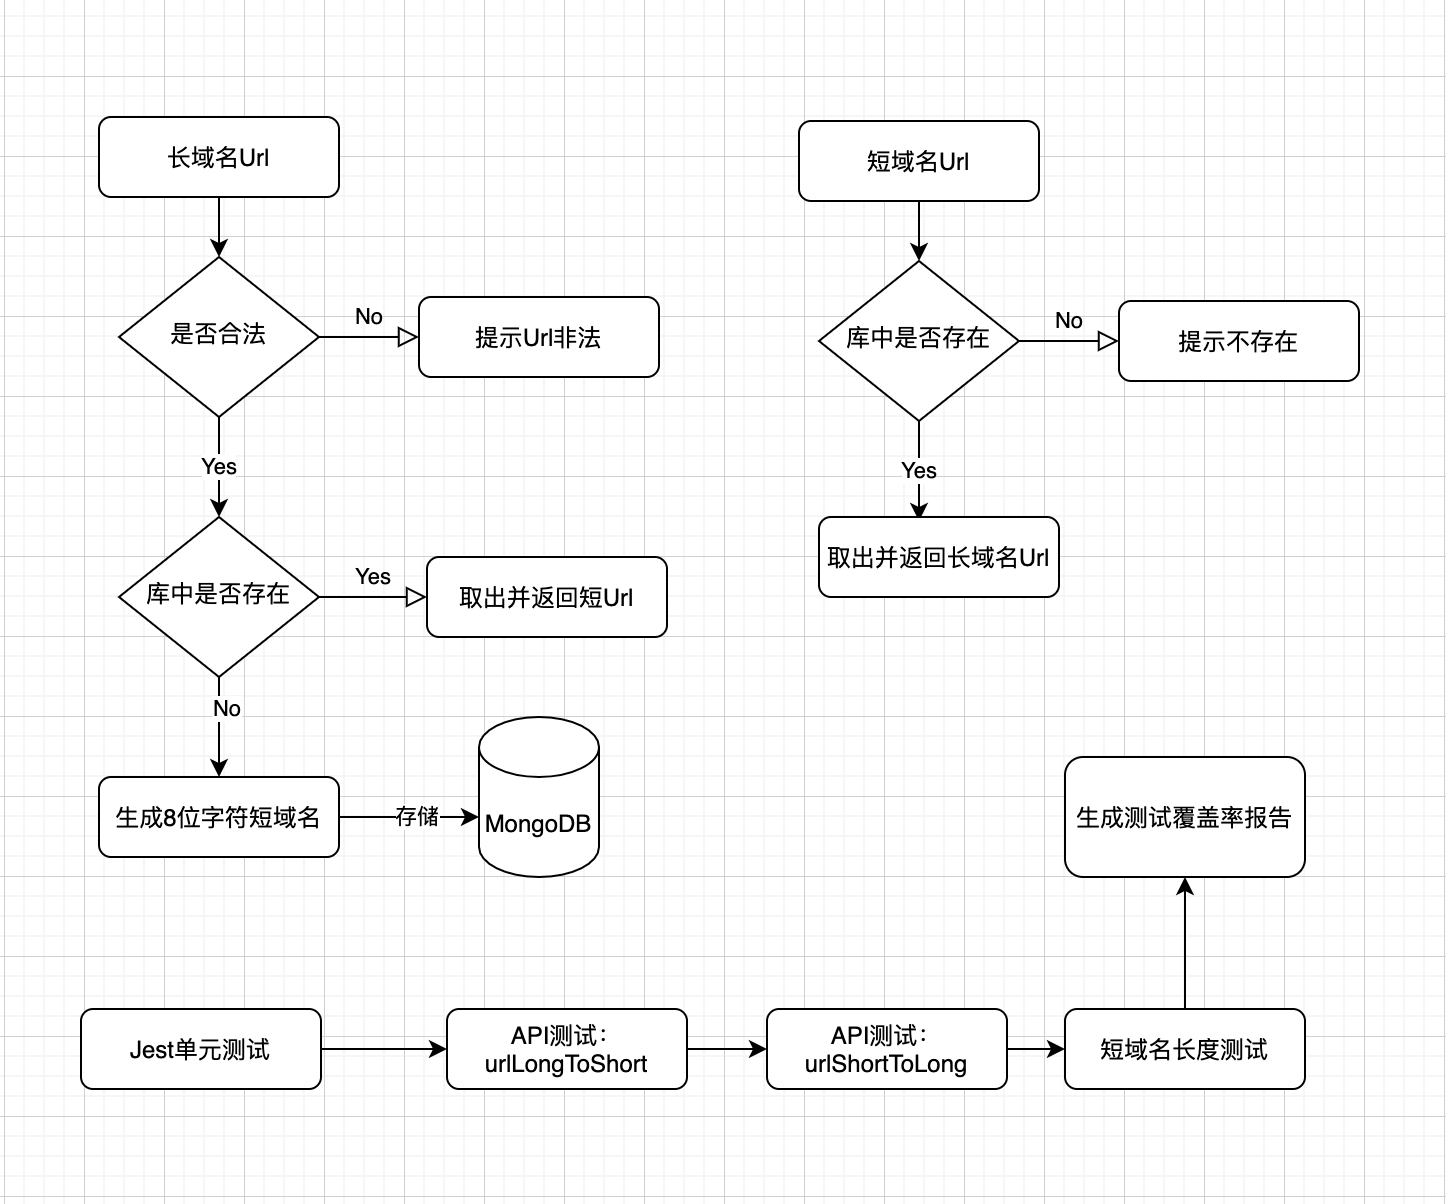 长域名Url
是否合法
No
提示Url非法
Yes
库中是否存在
Yes
取出并返回短Url
No
生成8位字符短域名
存储
MongoDB
短域名Url
库中是否存在
No
提示不存在
Yes
取出并返回长域名Url
Jest单元测试
API测试：
urlLongToShort
API测试：
urlShortToLong
短域名长度测试
生成测试覆盖率报告